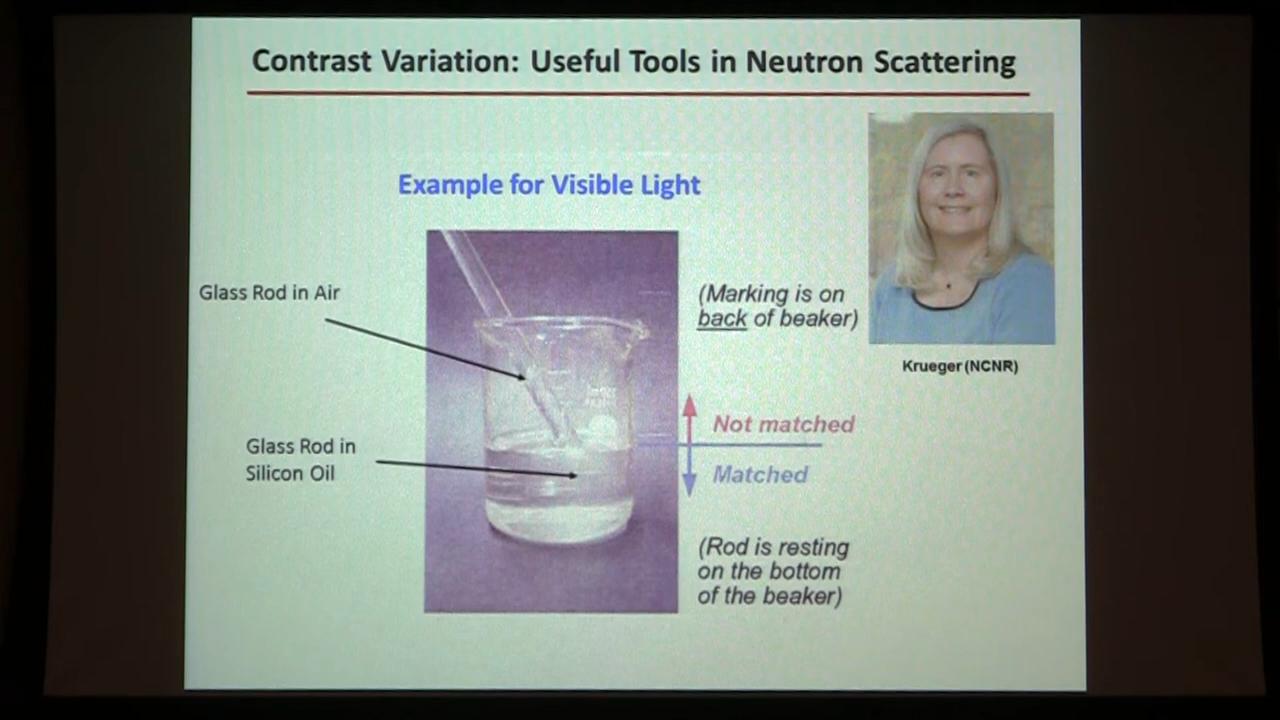 Contrast Variation: Useful Tools in Neutron Scattering
Example for Visible Light
Glass Rod in Air
(Marking is on
back of beaker)
Krueger (NCNR)
Not matched
Glass Rod in
Silicon Oil
Matched
(Rod is resting
on the bottom
of the beaker)